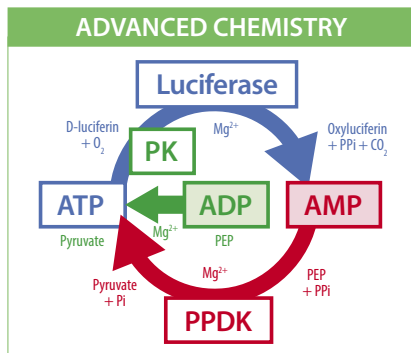 ADVANCED CHEMISTRY
Luciferase
D-luciferin
+ O₂
Mg²⁺
Oxyluciferin
+ PPi + CO₂
PK
ATP
ADP
AMP
Pyruvate
Mg²⁺
PEP
Pyruvate
+ Pi
Mg²⁺
PEP
+ PPi
PPDK